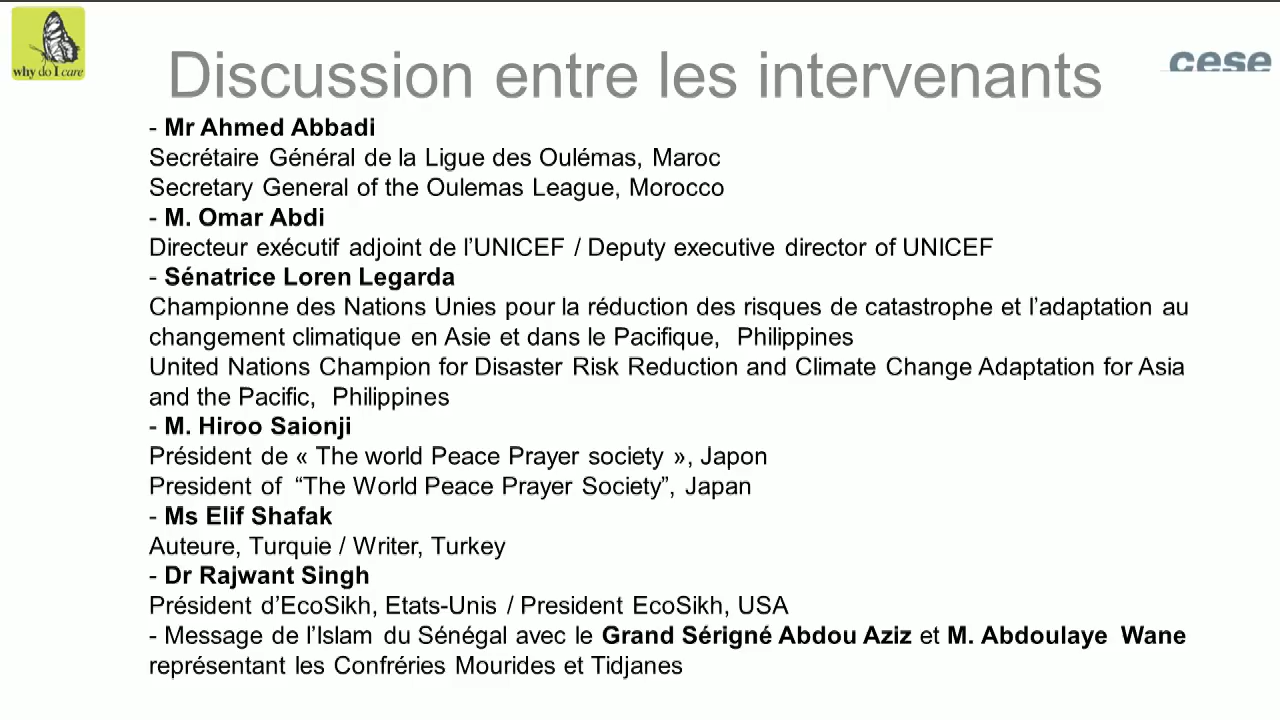 why do I care
Discussion entre les intervenants
cese
- Mr Ahmed Abbadi
Secrétaire Général de la Ligue des Oulémas, Maroc
Secretary General of the Oulemas League, Morocco
- M. Omar Abdi
Directeur exécutif adjoint de l’UNICEF / Deputy executive director of UNICEF
- Sénatrice Loren Legarda
Championne des Nations Unies pour la réduction des risques de catastrophe et l’adaptation au
changement climatique en Asie et dans le Pacifique, Philippines
United Nations Champion for Disaster Risk Reduction and Climate Change Adaptation for Asia
and the Pacific, Philippines
- M. Hiroo Saionji
Président de « The world Peace Prayer society », Japon
President of “The World Peace Prayer Society”, Japan
- Ms Elif Shafak
Auteure, Turquie / Writer, Turkey
- Dr Rajwant Singh
Président d’EcoSikh, Etats-Unis / President EcoSikh, USA
- Message de l’Islam du Sénégal avec le Grand Sérigné Abdou Aziz et M. Abdoulaye Wane
représentant les Confréries Mourides et Tidjanes